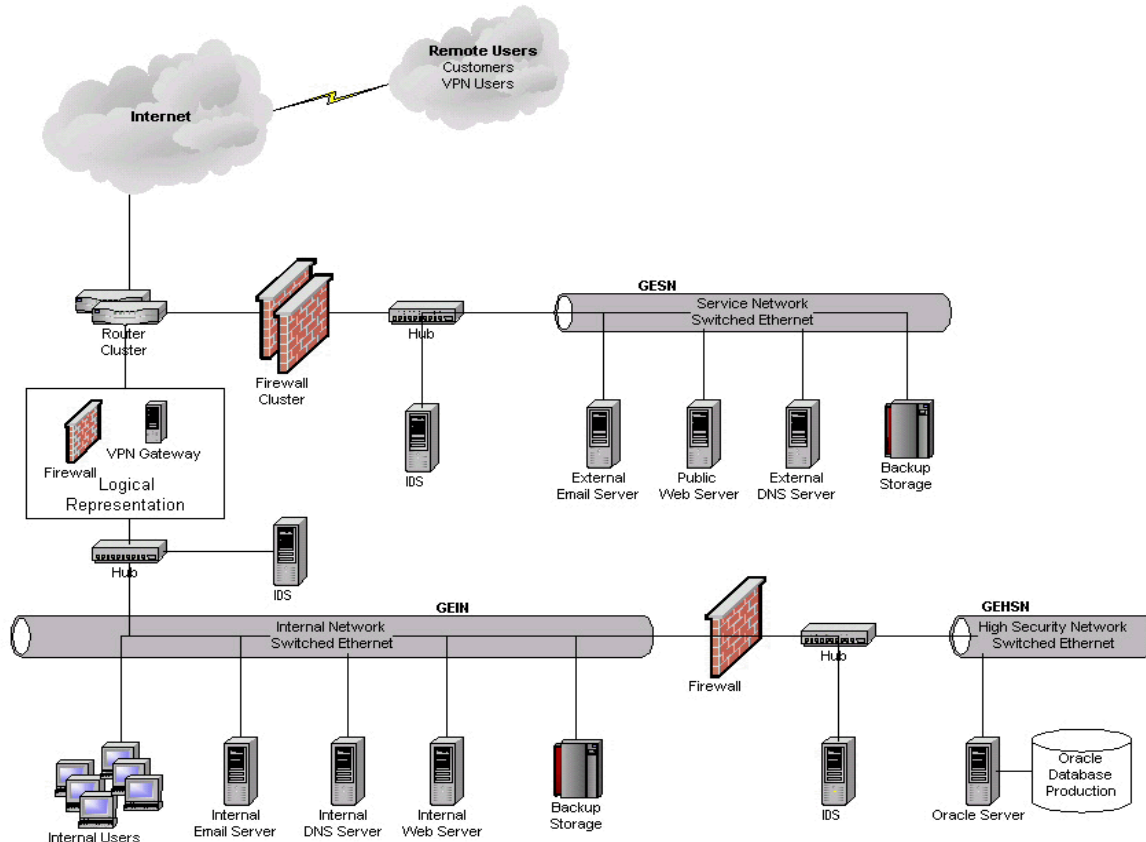 Remote Users
Customers
VPN Users
Internet
GESN
Service Network
Switched Ethernet
Router
Cluster
Hub
Firewall
Cluster
IDS
External
Email Server
Public
Web Server
External
DNS Server
Backup
Storage
Firewall
VPN Gateway
Logical
Representation
Hub
IDS
GEIN
Internal Network
Switched Ethernet
Firewall
Hub
GEHSN
High Security Network
Switched Ethernet
Internal Users
Internal
Email Server
Internal
DNS Server
Internal
Web Server
Backup
Storage
IDS
Oracle Server
Oracle
Database
Production